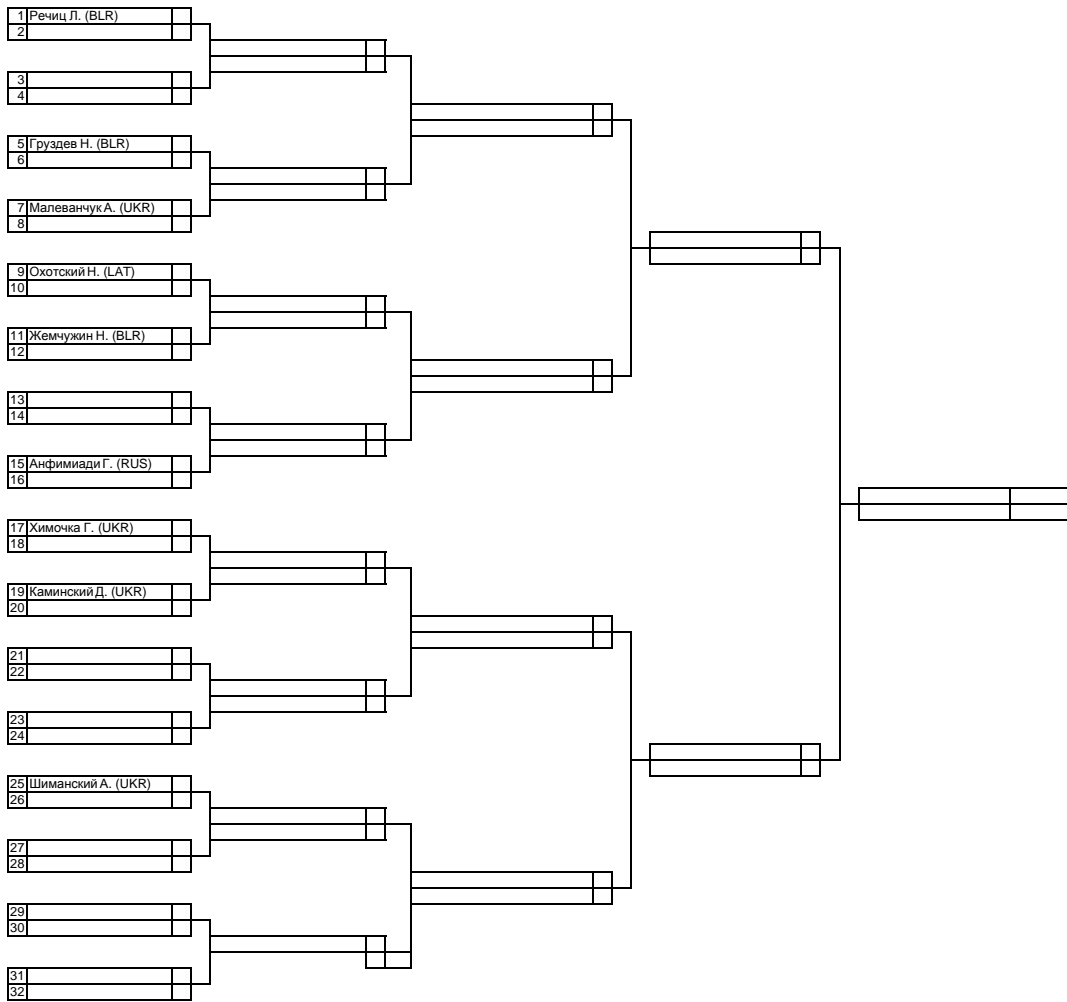 1 Речиц Л. (BLR)
2
3
4
5 Груздев Н. (BLR)
6
7 Малеванчук А. (UKR)
8
9 Охотский Н. (LAT)
10
11 Жемчужин Н. (BLR)
12
13
14
15 Анфимиади Г. (RUS)
16
17 Химочка Г. (UKR)
18
19 Каминский Д. (UKR)
20
21
22
23
24
25 Шиманский А. (UKR)
26
27
28
29
30
31
32